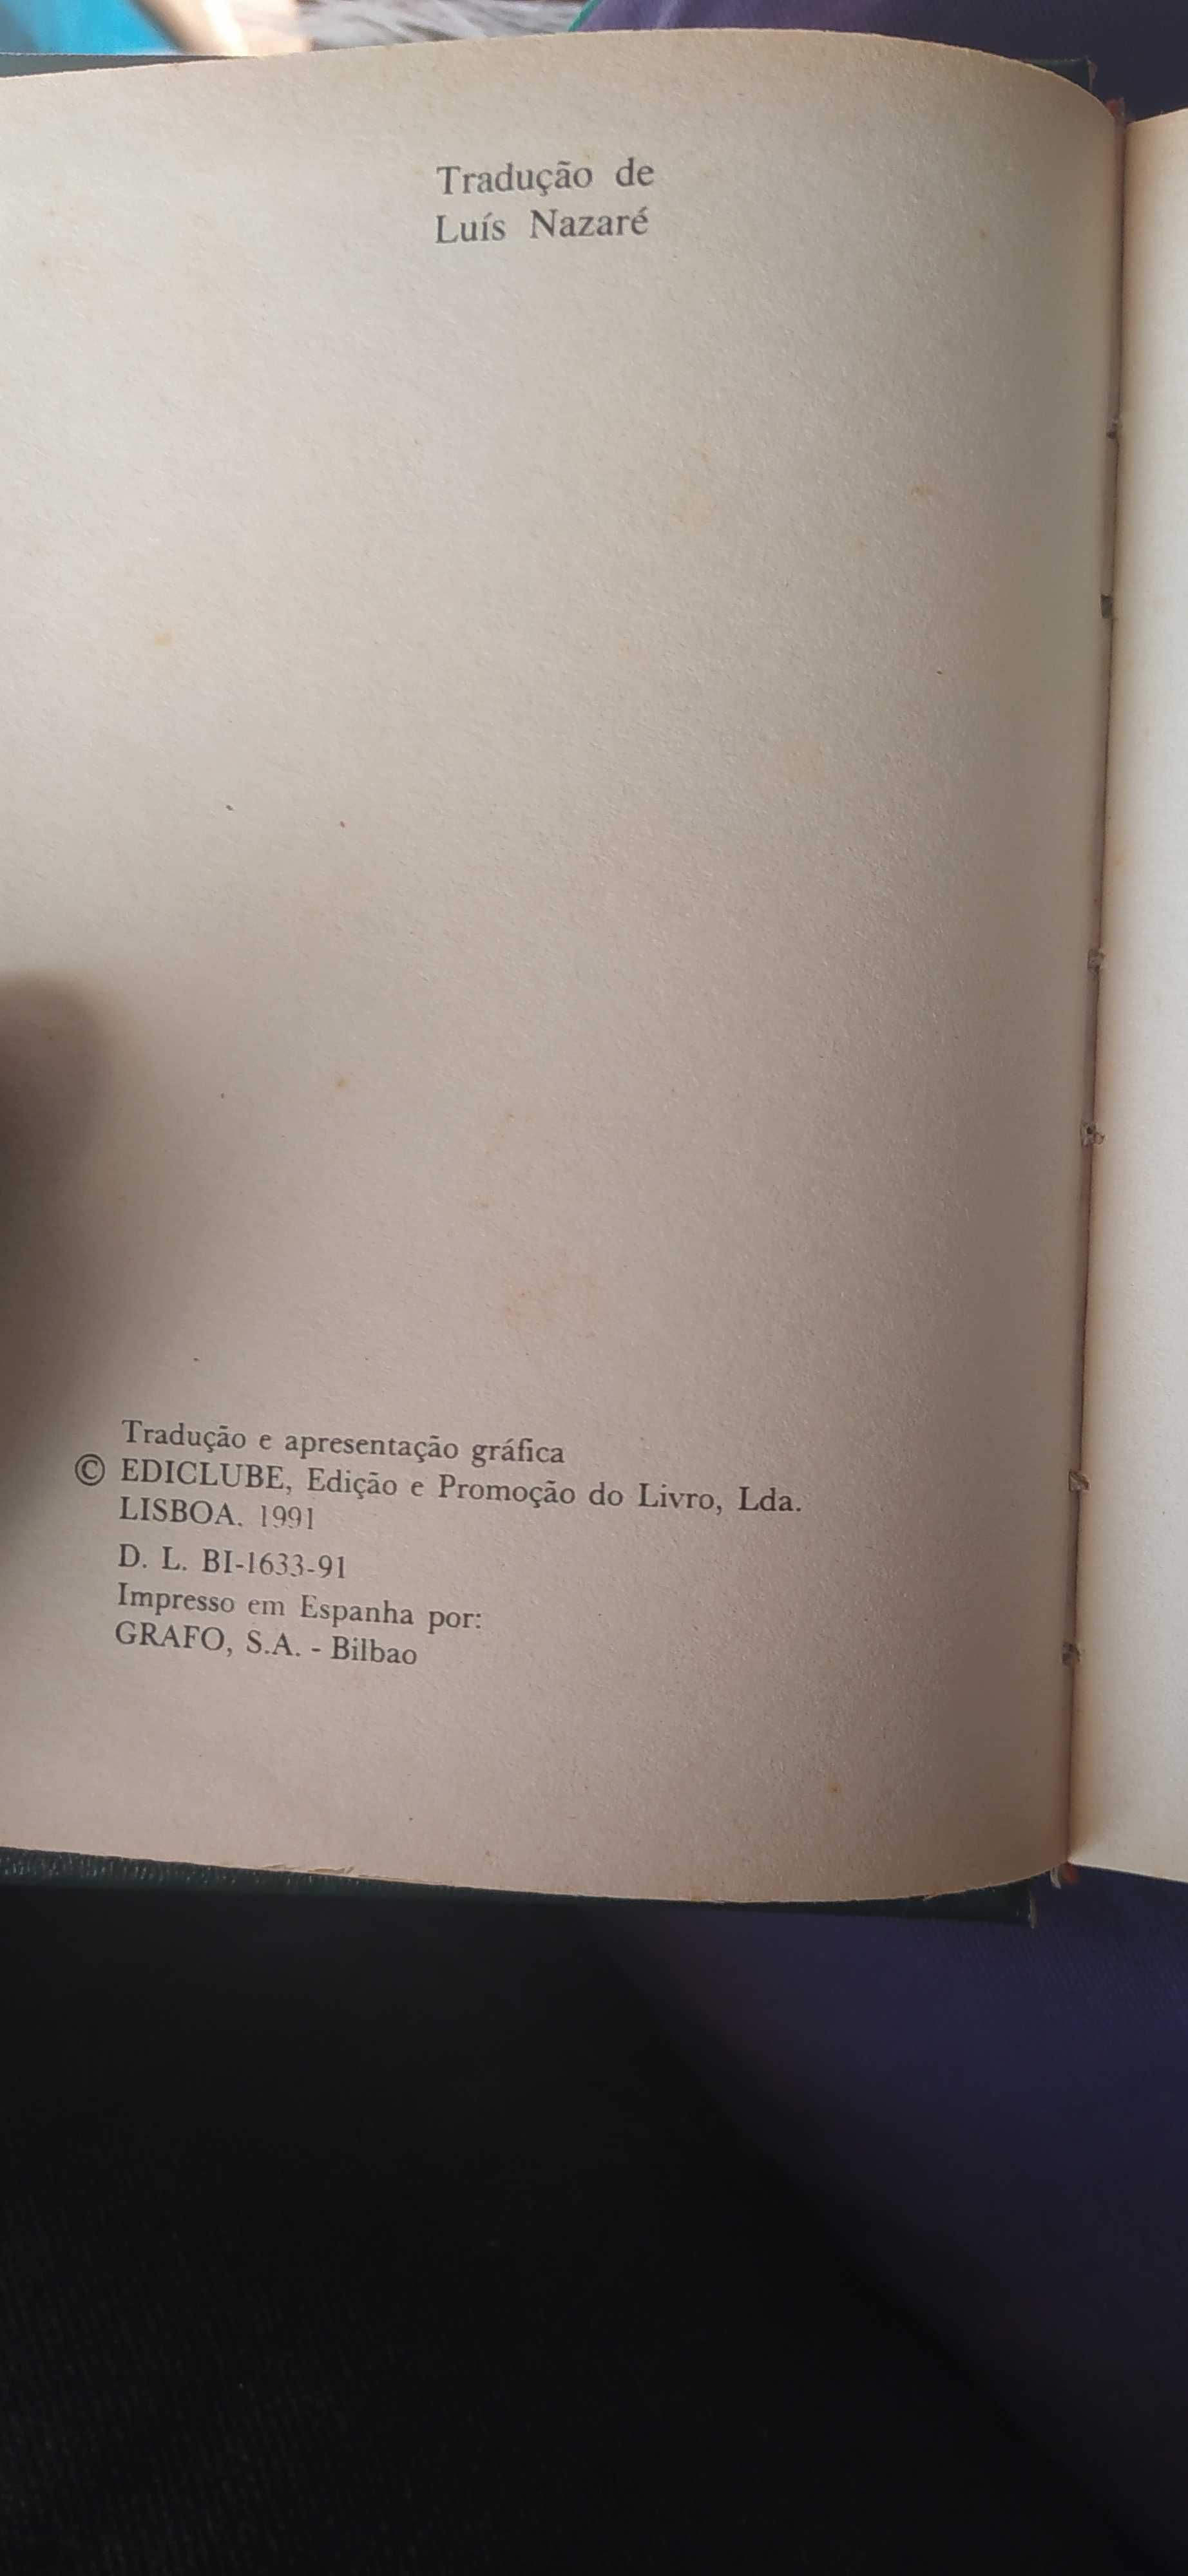 Tradução de
Luís Nazaré
Tradução e apresentação gráfica
© EDICLUBE, Edição e Promoção do Livro, Lda.
LISBOA. 1991
D. L. BI-1633-91
Impresso em Espanha por:
GRAFO, S.A. - Bilbao